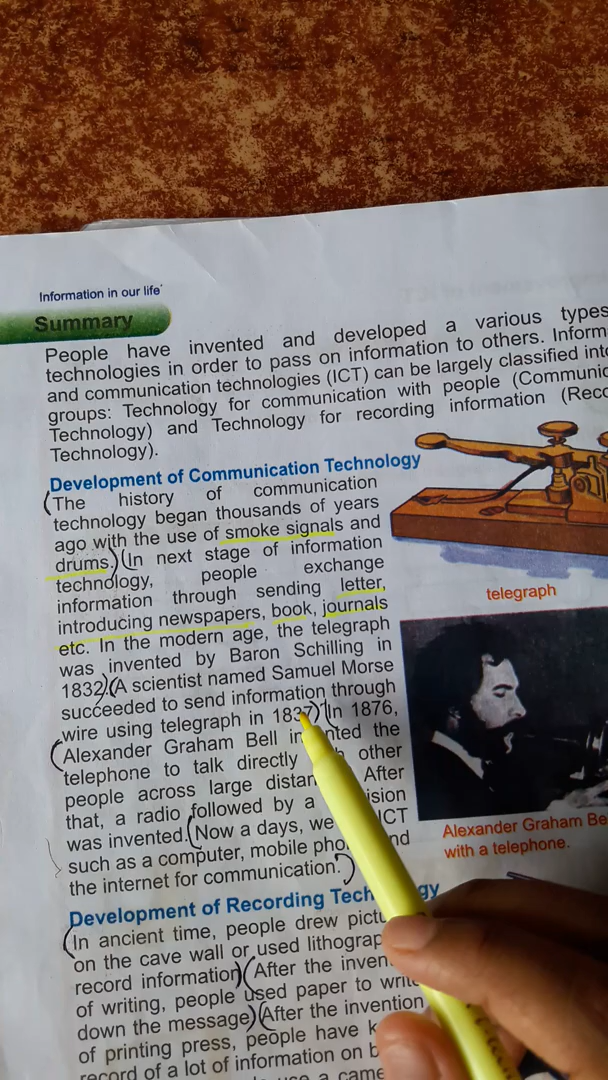 Information in our life
Summary
People have invented and developed a various types
technologies in order to pass on information to others.
and communication technologies (ICT) can be largely classified
groups: Technology for communication with people
Technology) and Technology for recording information
Technology).
Development of Communication Technology
(The history of communication
technology began thousands of years
ago with the use of smoke signals and
drums.)(In next stage of information
technology, people exchange
information through sending letter,
introducing newspapers, book, journals
etc. In the modern age, the telegraph
was invented by Baron Schilling in
1832)(A scientist named Samuel Morse
succeeded to send information through
wire using telegraph in 1837) In 1876,
(Alexander Graham Bell the
telephone to talk directly other
people across large After
that, a radio followed by a
was invented.(Now a days, we ICT
such as a computer, mobile
the internet for communication.)
Development of Recording
(In ancient time, people drew
on the cave wall or used
record information)(After the
of writing, people used paper to
down the message)(After the invention
of printing press, people have
record of a lot of information on
a
telegraph
Alexander Graham
with a telephone.